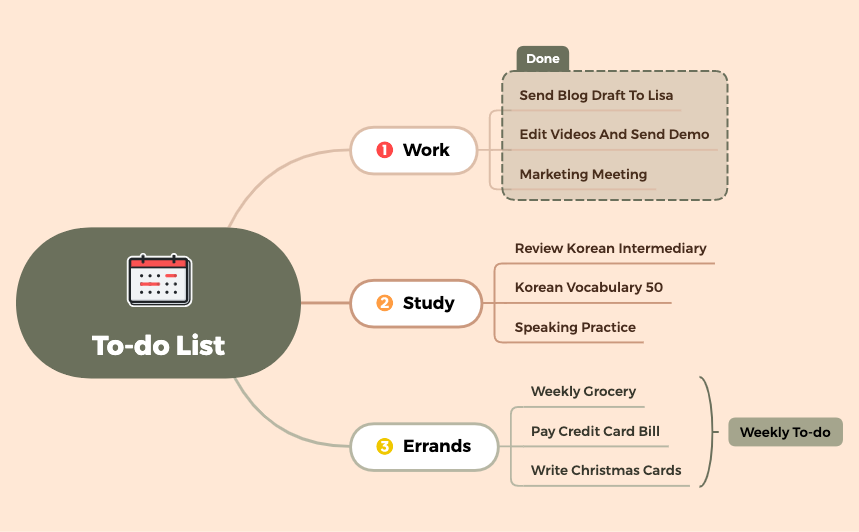 To-do List
1 Work
Done
Send Blog Draft To Lisa
Edit Videos And Send Demo
Marketing Meeting
2 Study
Review Korean Intermediary
Korean Vocabulary 50
Speaking Practice
3 Errands
Weekly Grocery
Pay Credit Card Bill
Write Christmas Cards
Weekly To-do